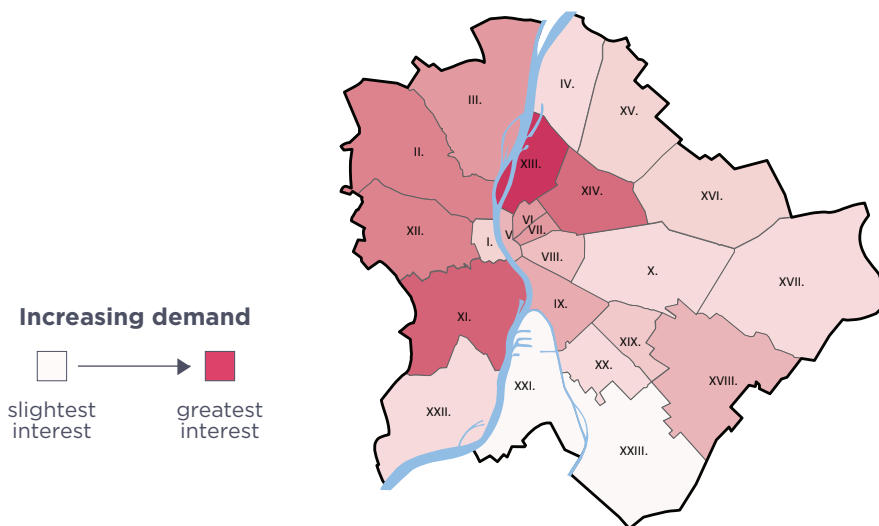 IV.
III.
XV.
II.
XIII.
XIV.
XVI.
VI.
XII.
I.
V.
VII.
VIII.
X.
XVII.
IX.
Increasing demand
XI.
XIX.
XX.
XVIII.
slightest
interest
greatest
interest
XXII.
XXI.
XXIII.